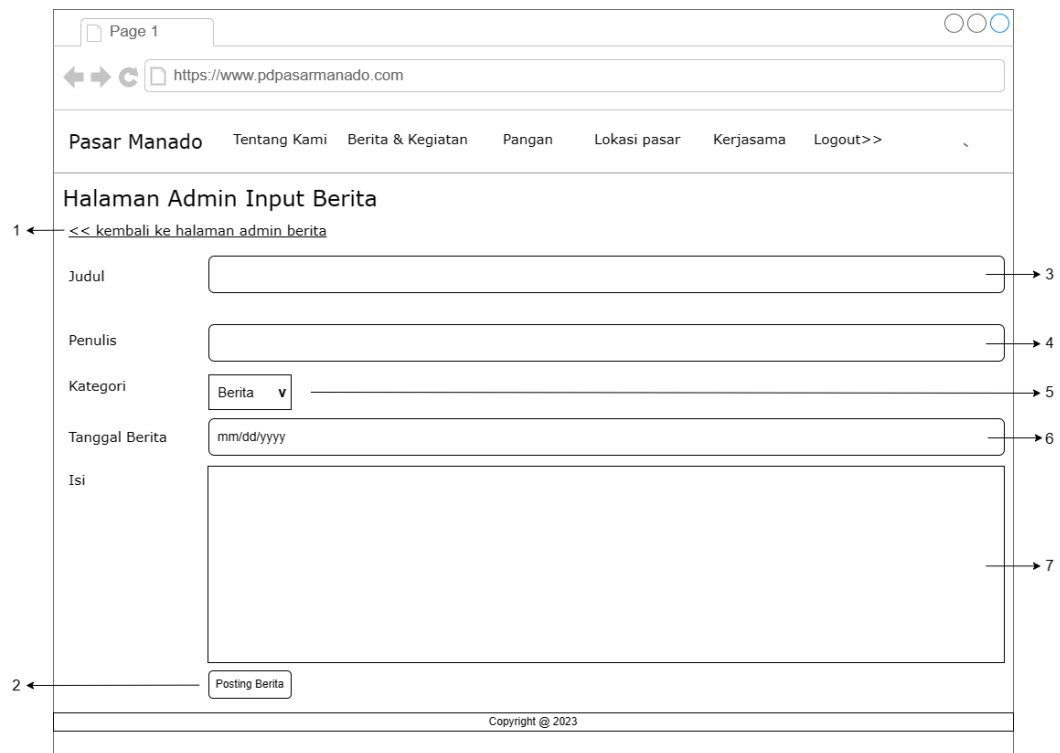 Page 1
https://www.pdpasarmanado.com
Pasar Manado Tentang Kami Berita & Kegiatan Pangan Lokasi pasar Kerjasama Logout>>
Halaman Admin Input Berita
1 << kembali ke halaman admin berita
Judul 3
Penulis 4
Kategori Berita v 5
Tanggal Berita mm/dd/yyyy 6
Isi
7
2 Posting Berita
Copyright @ 2023